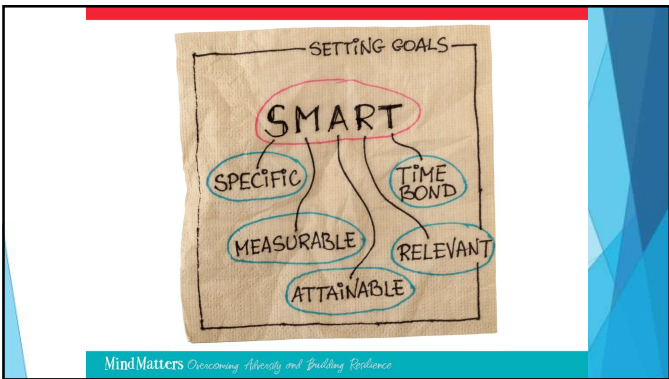 SETTING GOALS
SMART
SPECIFIC
TIME
BOND
MEASURABLE
RELEVANT
ATTAINABLE
MindMatters Overcoming Adversity and Building Resilience